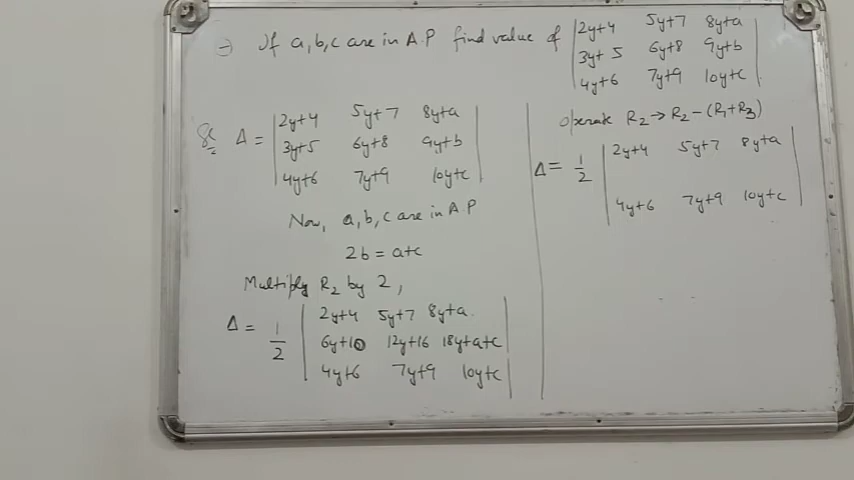 → If a, b, c are in A.P find value of | 2y+4 5y+7 8y+a |
| 3y+5 6y+8 9y+b |
| 4y+6 7y+9 10y+c |
Δ = | 2y+4 5y+7 8y+a |
| 3y+5 6y+8 9y+b |
| 4y+6 7y+9 10y+c |
Now, a, b, c are in A.P
2b = a+c
Multiply R₂ by 2,
Δ = 1/2 | 2y+4 5y+7 8y+a |
| 6y+10 12y+16 18y+a+c |
| 4y+6 7y+9 10y+c |
Operate R₂ → R₂ - (R₁+R₃)
Δ = 1/2 | 2y+4 5y+7 8y+a |
| 4y+6 7y+9 10y+c |